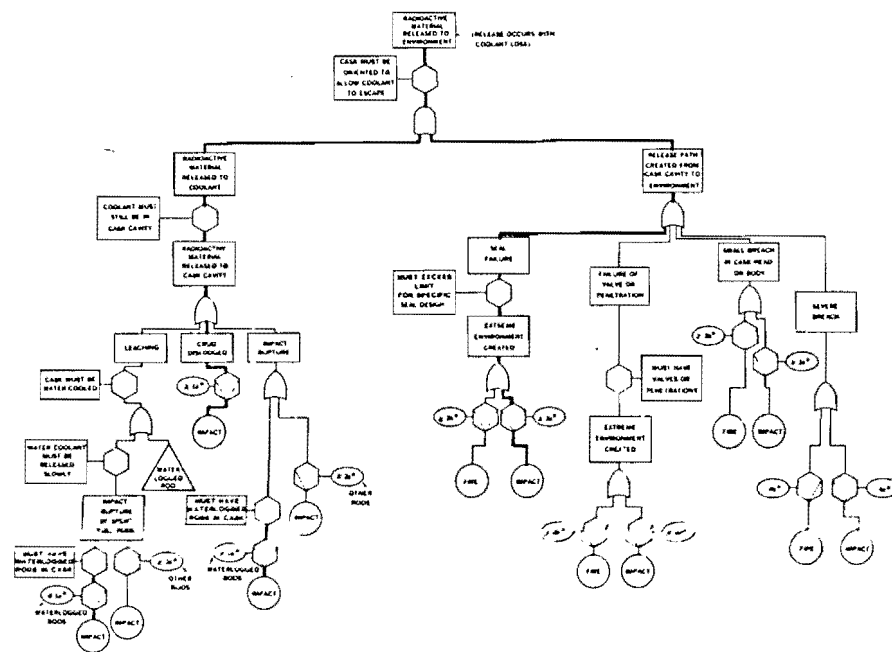 RADIOACTIVE
MATERIAL
RELEASED TO
ENVIRONMENT
(RELEASE OCCURS WITH
COOLANT LOSS)
CASK MUST BE
ORIENTED TO
ALLOW COOLANT
TO ESCAPE
RADIOACTIVE
MATERIAL
RELEASED TO
COOLANT
RELEASE PATH
CREATED FROM
CASK CAVITY TO
ENVIRONMENT
COOLANT MUST
STILL BE IN
CASK CAVITY
RADIOACTIVE
MATERIAL
RELEASED TO
CASK CAVITY
SEAL
FAILURE
MUST EXCEED
LIMIT
FOR SPECIFIC
SEAL DESIGN
EXTREME
ENVIRONMENT
CREATED
FAILURE OF
VALVE OR
PENETRATION
SMALL BREACH
IN CASK HEAD
OR BODY
SEVERE
BREACH
LEACHING
CRUD
DISLODGED
IMPACT
RUPTURE
CASK MUST BE
WATER COOLED
IMPACT
WATER COOLANT
MUST BE
RELEASED
SLOWLY
WATER
LOGGED
ROD
MUST HAVE
VALVES OR
PENETRATIONS
EXTREME
ENVIRONMENT
CREATED
FIRE
IMPACT
FIRE
IMPACT
OTHER
RODS
IMPACT
IMPACT
RUPTURE
MUST HAVE
WATERLOGGED
RODS IN CASK
WATERLOGGED
RODS
IMPACT
MUST HAVE
WATERLOGGED
RODS IN CASK
OTHER
RODS
WATERLOGGED
RODS
IMPACT
IMPACT
FIRE
IMPACT
FIRE
IMPACT